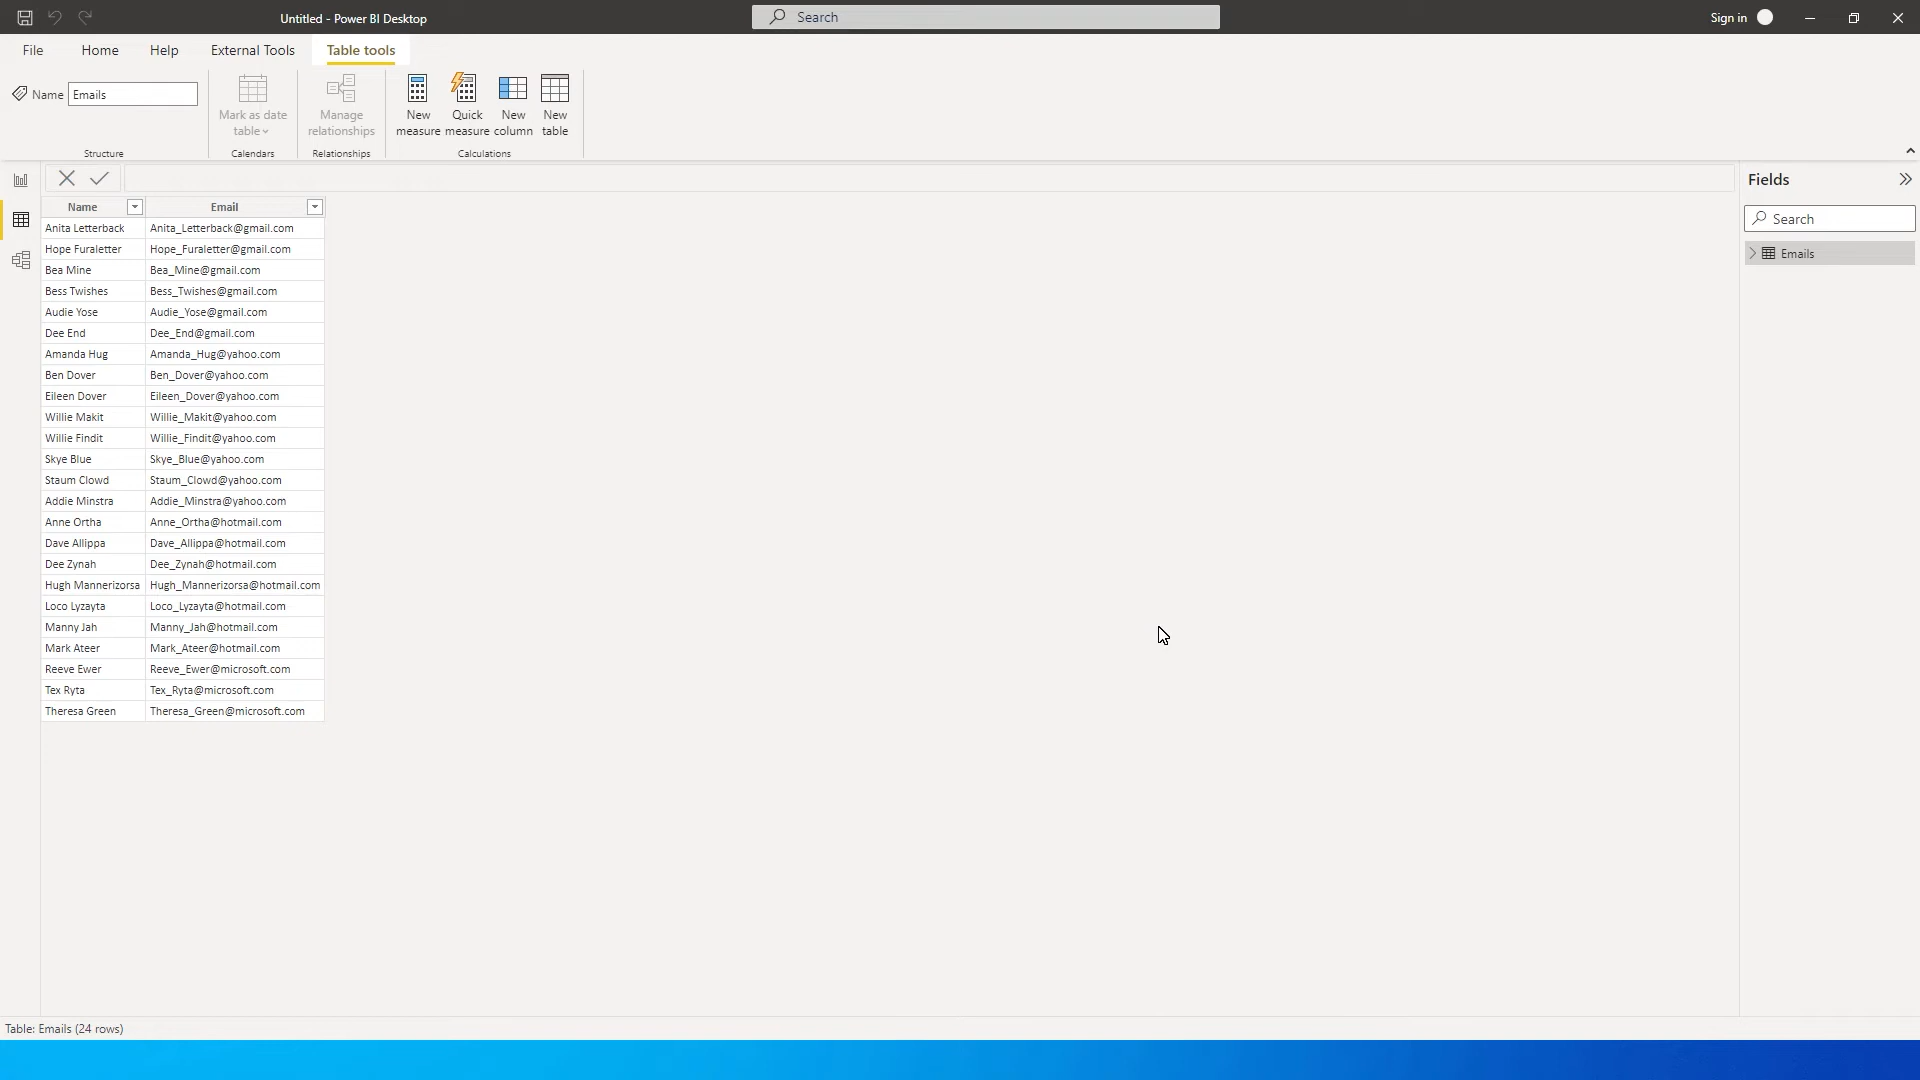 Untitled - Power BI Desktop
Search
Sign in
File
Home
Help
External Tools
Table tools
Name
Emails
Mark as date
table
Manage
relationships
New
measure
Quick
measure
New
column
New
table
Structure
Calendars
Relationships
Calculations
Fields
Search
Emails
Name Email
Anita Letterback Anita_Letterback@gmail.com
Hope Furaletter Hope_Furaletter@gmail.com
Bea Mine Bea_Mine@gmail.com
Bess Twishes Bess_Twishes@gmail.com
Audie Yose Audie_Yose@gmail.com
Dee End Dee_End@gmail.com
Amanda Hug Amanda_Hug@yahoo.com
Ben Dover Ben_Dover@yahoo.com
Eileen Dover Eileen_Dover@yahoo.com
Willie Makit Willie_Makit@yahoo.com
Willie Findit Willie_Findit@yahoo.com
Skye Blue Skye_Blue@yahoo.com
Staum Clowd Staum_Clowd@yahoo.com
Addie Minstra Addie_Minstra@yahoo.com
Anne Ortha Anne_Ortha@hotmail.com
Dave Allippa Dave_Allippa@hotmail.com
Dee Zynah Dee_Zynah@hotmail.com
Hugh Mannerizorsa Hugh_Mannerizorsa@hotmail.com
Loco Lyzayta Loco_Lyzayta@hotmail.com
Manny Jah Manny_Jah@hotmail.com
Mark Ateer Mark_Ateer@hotmail.com
Reeve Ewer Reeve_Ewer@microsoft.com
Tex Ryta Tex_Ryta@microsoft.com
Theresa Green Theresa_Green@microsoft.com
Table: Emails (24 rows)